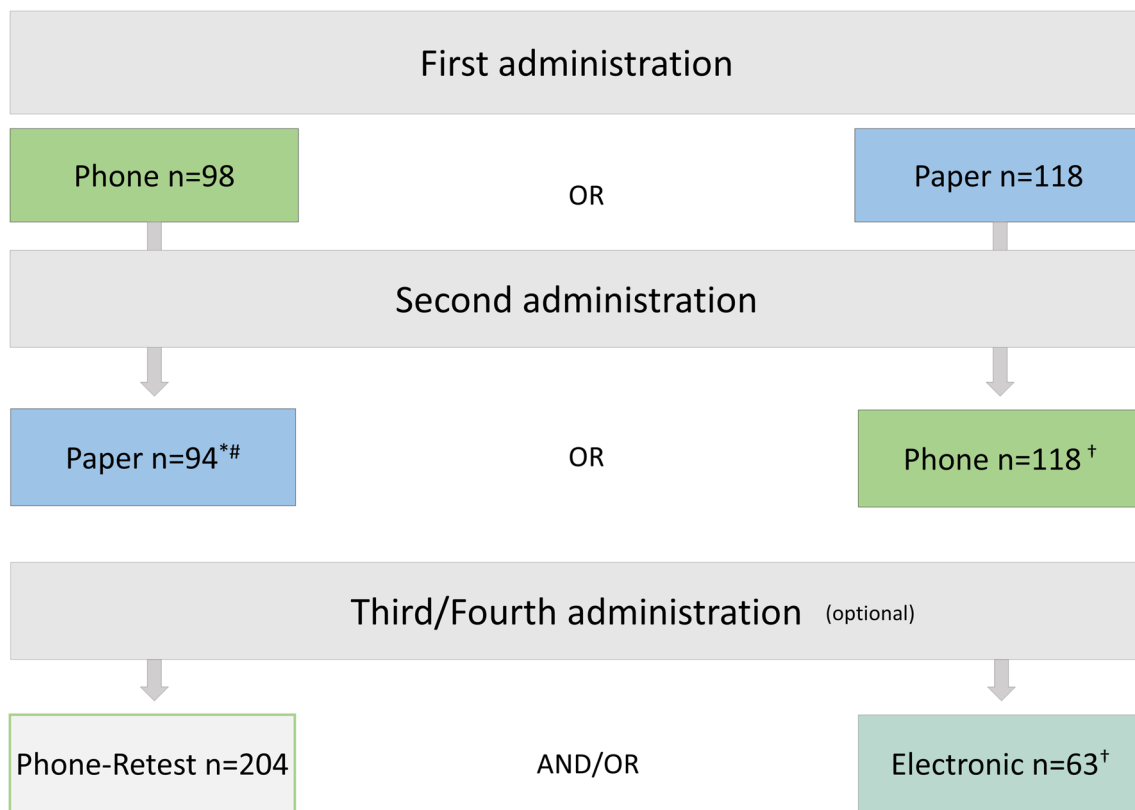 First administration
Phone n=98
OR
Paper n=118
Second administration
Paper n=94*#
OR
Phone n=118 †
Third/Fourth administration (optional)
Phone-Retest n=204
AND/OR
Electronic n=63†